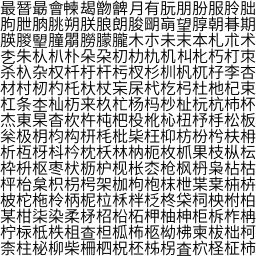 最朁朂會朄朅朆朇月有朊朋朌服朎朏
朐朑朒朓朔朕朖朗朘朙朚望朜朝朞期
朠朡朢朣朤朥朦朧木朩未末本札朮术
朰朱朲朳朴朵朶朷朸朹机朻朼朽朾朿
杀杁杂权杄杅杆杇杈杉杊杋杌杍李杏
材村杒杓杔杕杖杗杘杙杚杛杜杝杞束
杠条杢杣杤来杦杧杨杩杪杫杬杭杮杯
杰東杲杳杴杵杶杷杸杹杺杻杼杽松板
枀极枂枃构枅枆枇枈枉枊枋枌枍枎枏
析枑枒枓枔枕枖林枘枙枚枛果枝枞枟
枠枡枢枣枤枥枦枧枨枩枪枫枬枭枮枯
枰枱枲枳枴枵架枷枸枹枺枻枼枽枾枿
柀柁柂柃柄柅柆柇柈柉柊柋柌柍柎柏
某柑柒染柔柕柖柗柘柙柚柛柜柝柞柟
柠柡柢柣柤查柦柧柨柩柪柫柬柭柮柯
柰柱柲柳柴柵柶柷柸柹柺査柼柽柾柿